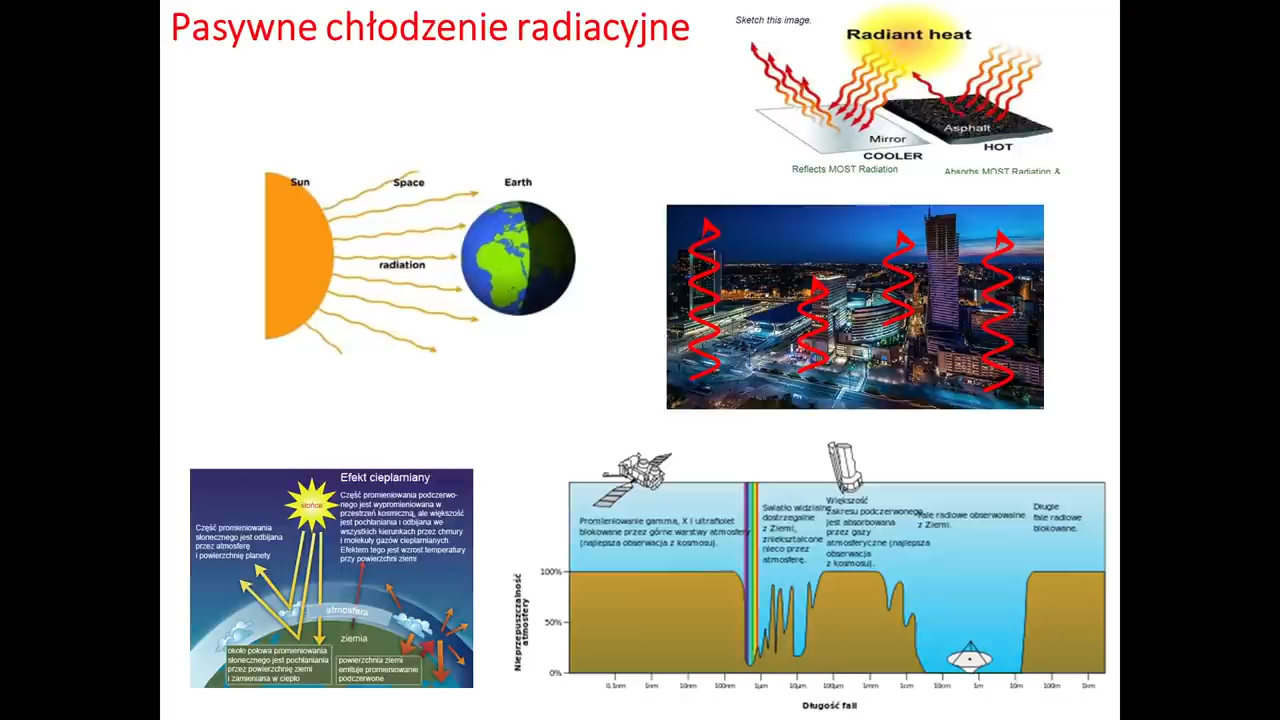 Pasywne chłodzenie radiacyjne
Sketch this image.
Radiant heat
Mirror
Asphalt
COOLER
HOT
Reflects MOST Radiation
Absorbs MOST Radiation &
Sun
Space
Earth
radiation
Efekt cieplarniany
słońce
Część promieniowania podczerwo-
nego jest wypromieniowana w
przestrzeń kosmiczną, ale większość
jest pochłaniana i odbijana we
wszystkich kierunkach przez chmury
i molekuły gazów cieplarnianych.
Efektem tego jest wzrost temperatury
przy powierzchni ziemi
Część promieniowania
słonecznego jest odbijana
przez atmosferę
i powierzchnię planety
atmosfera
ziemia
około połowa promieniowania
słonecznego jest pochłaniana
przez powierzchnię ziemi
i zamieniana w ciepło
powierzchnia ziemi
emituje promieniowanie
podczerwone
Promieniowanie gamma, X i ultrafiolet
blokowane przez górne warstwy atmosfery
(najlepsza obserwacja z kosmosu).
Światło widzialne
dostrzegalne
z Ziemi,
zniekształcone
nieco przez
atmosferę.
Większość
zakresu podczerwonego
jest absorbowana
przez gazy
atmosferyczne (najlepsza
obserwacja
z kosmosu).
Fale radiowe obserwowalne
z Ziemi.
Długie
fale radiowe
blokowane.
Nieprzepuszczalność
atmosfery
100%
50%
0%
0.1nm
1nm
10nm
100nm
1μm
10μm
100μm
1mm
1cm
10cm
1m
10m
100m
1km
Długość fali